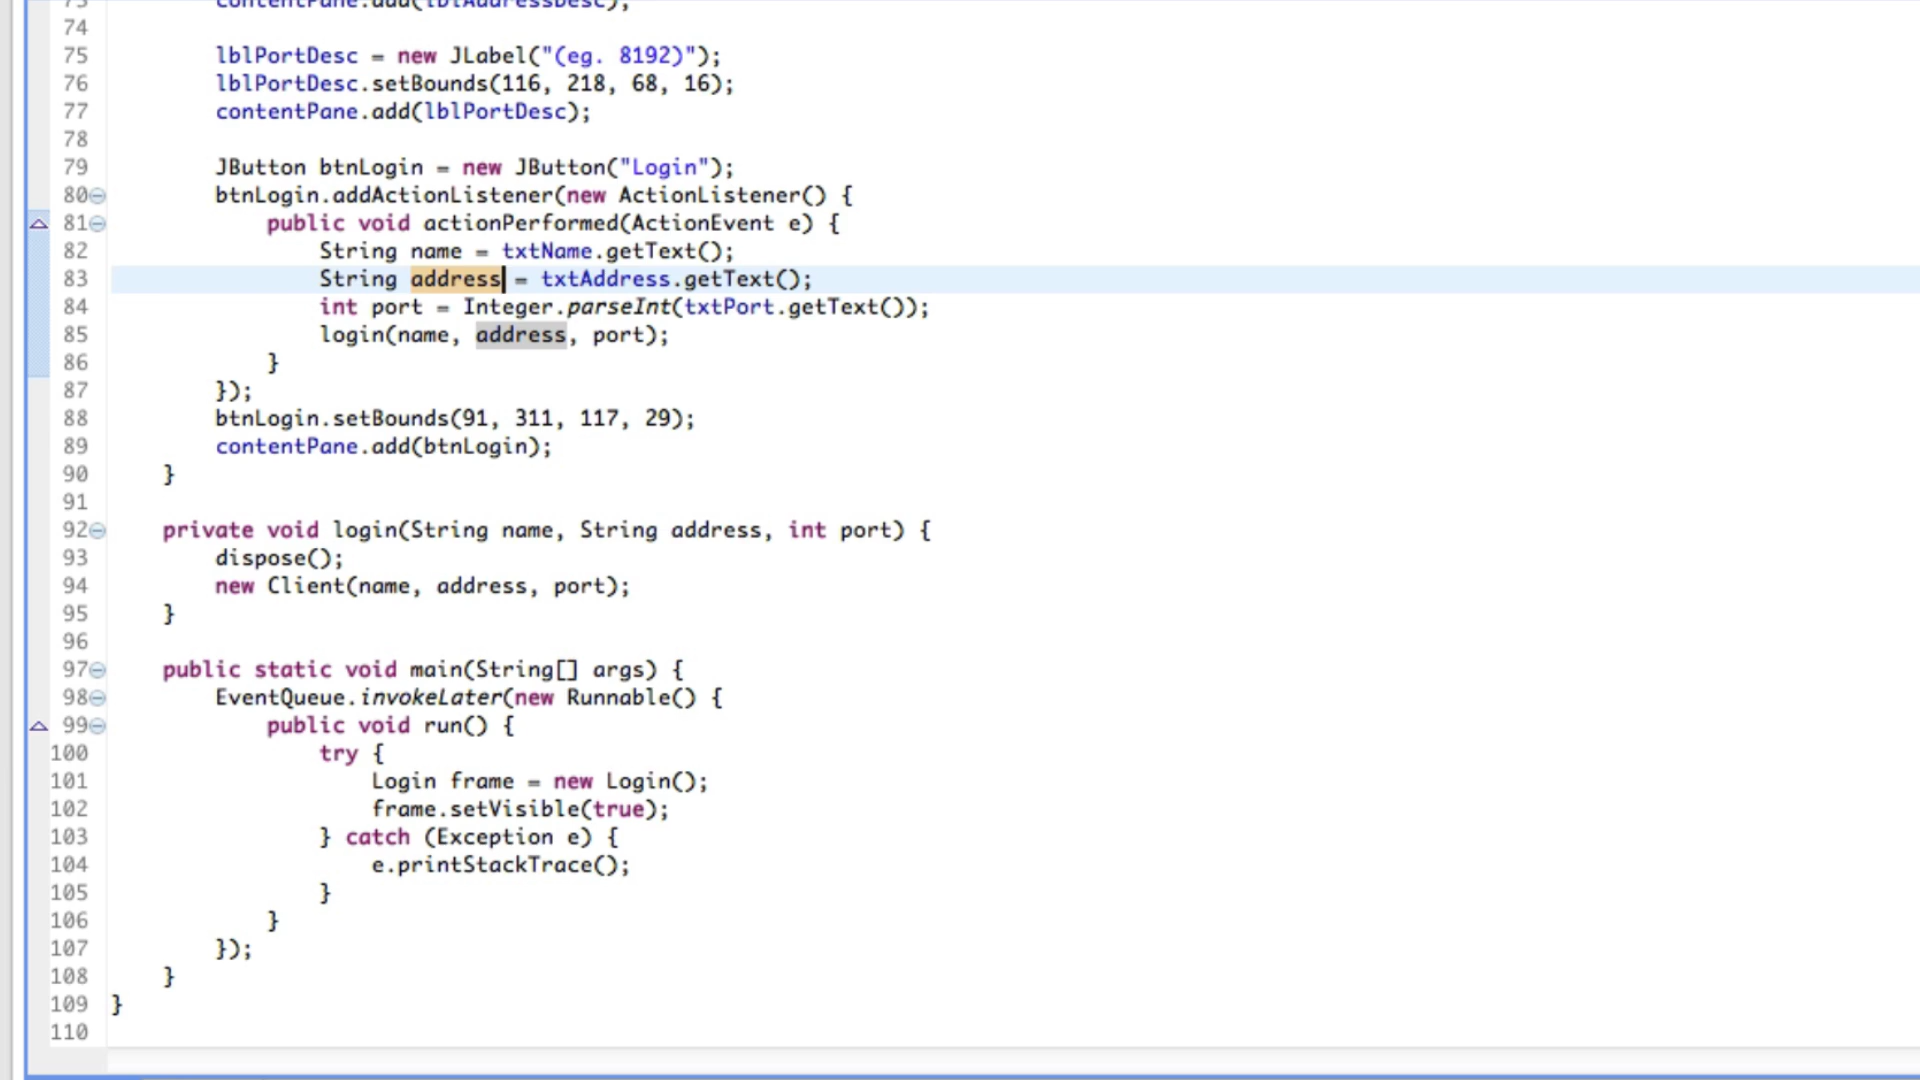 73 contentPane.add(lblAddressDesc);
74
75 lblPortDesc = new JLabel("(eg. 8192)");
76 lblPortDesc.setBounds(116, 218, 68, 16);
77 contentPane.add(lblPortDesc);
78
79 JButton btnLogin = new JButton("Login");
80 btnLogin.addActionListener(new ActionListener() {
81 public void actionPerformed(ActionEvent e) {
82 String name = txtName.getText();
83 String address = txtAddress.getText();
84 int port = Integer.parseInt(txtPort.getText());
85 login(name, address, port);
86 }
87 });
88 btnLogin.setBounds(91, 311, 117, 29);
89 contentPane.add(btnLogin);
90 }
91
92 private void login(String name, String address, int port) {
93 dispose();
94 new Client(name, address, port);
95 }
96
97 public static void main(String[] args) {
98 EventQueue.invokeLater(new Runnable() {
99 public void run() {
100 try {
101 Login frame = new Login();
102 frame.setVisible(true);
103 } catch (Exception e) {
104 e.printStackTrace();
105 }
106 }
107 });
108 }
109 }
110